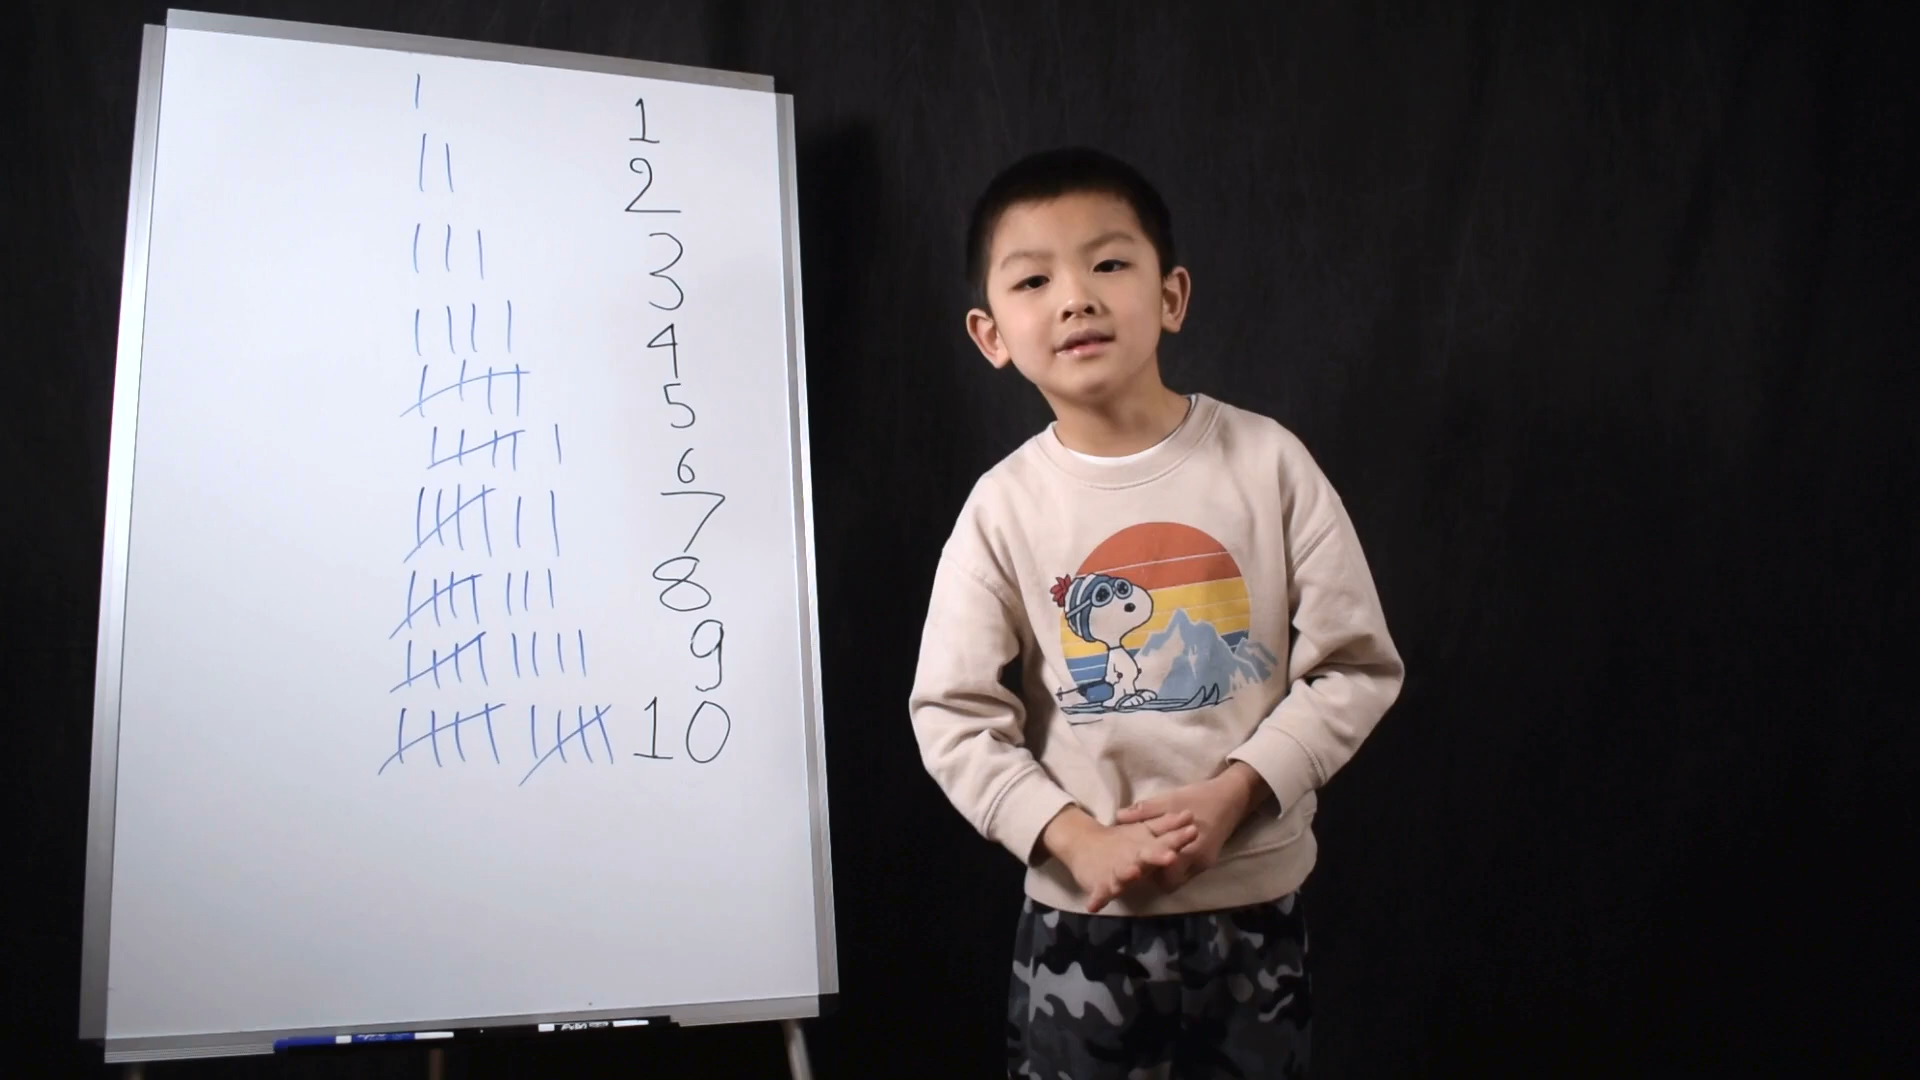 | 1
|| 2
||| 3
|||| 4
<s>||||</s> 5
<s>||||</s> | 6
<s>||||</s> || 7
<s>||||</s> ||| 8
<s>||||</s> |||| 9
<s>||||</s> <s>||||</s> 10